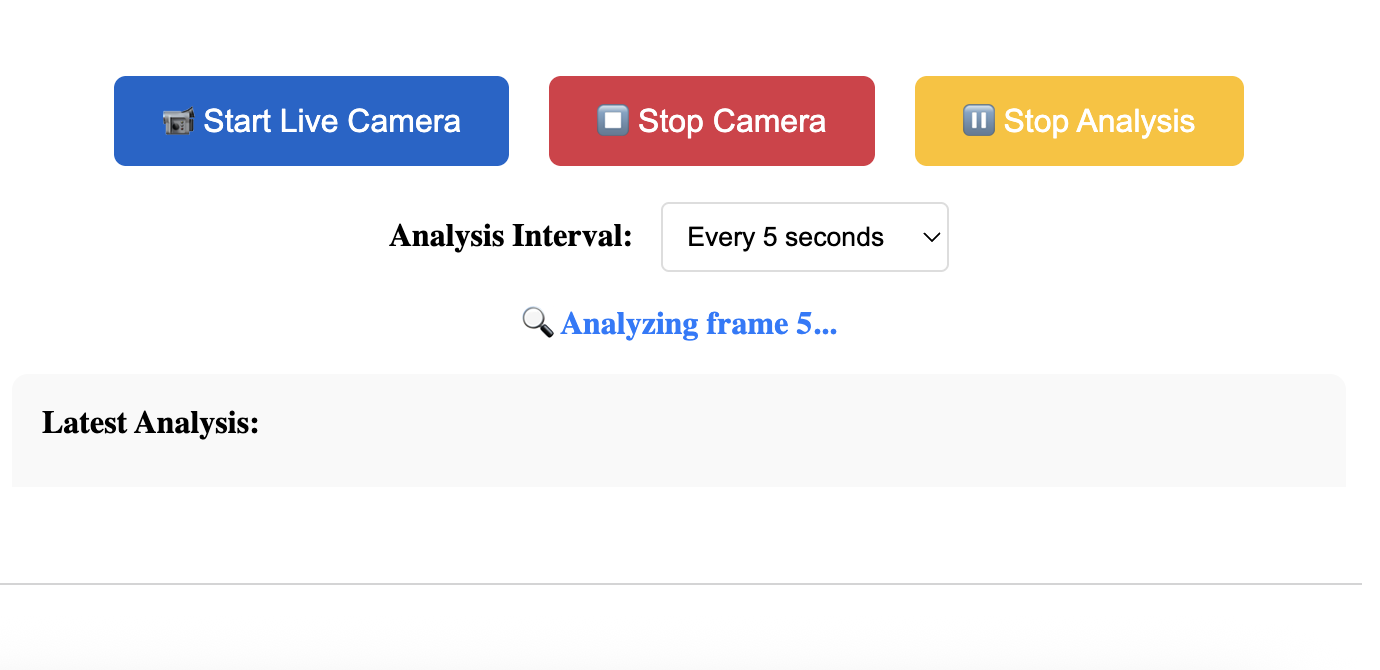 Start Live Camera
Stop Camera
Stop Analysis
Analysis Interval:
Every 5 seconds
Analyzing frame 5...
Latest Analysis: